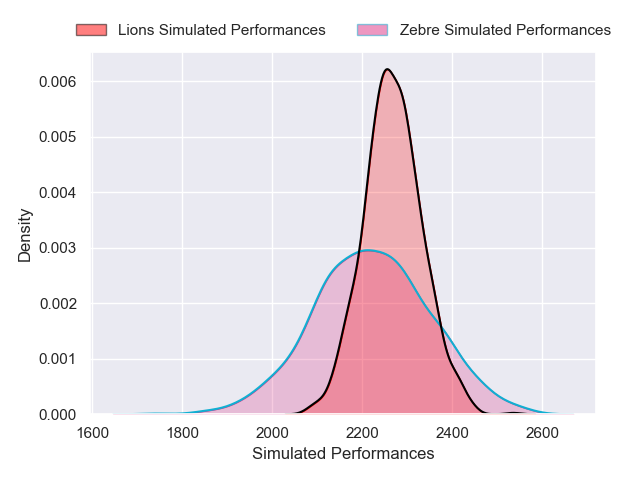 Lions Simulated Performances Zebre Simulated Performances
0.006
0.005
0.004
0.003
0.002
0.001
0.000
Density
1600 1800 2000 2200 2400 2600
Simulated Performances